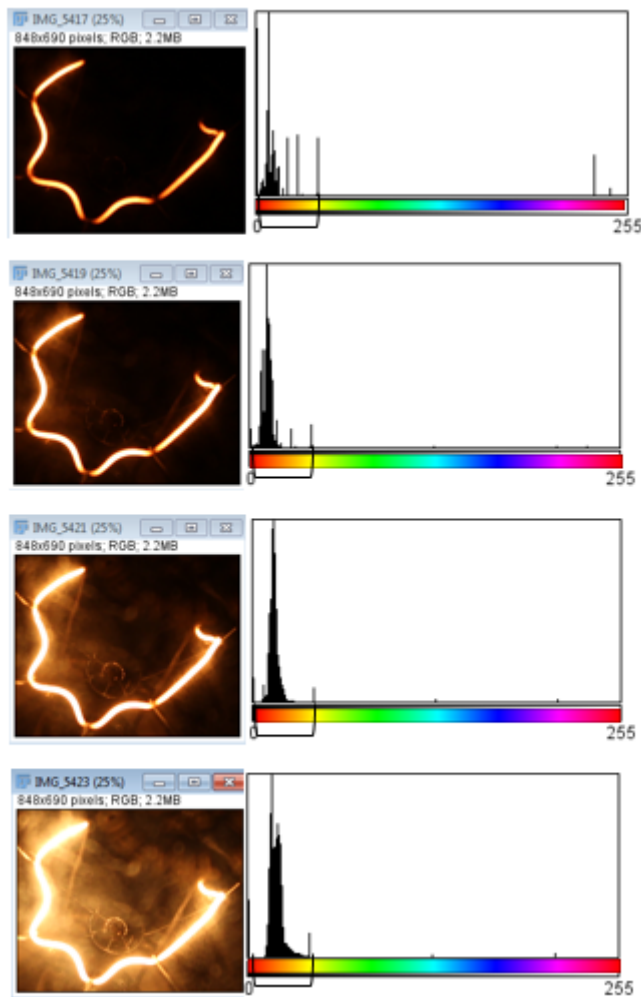 IMG_5417 (25%)
848x690 pixels; RGB; 2.2MB
0 255
IMG_5419 (25%)
848x690 pixels; RGB; 2.2MB
0 255
IMG_5421 (25%)
848x690 pixels; RGB; 2.2MB
0 255
IMG_5423 (25%)
848x690 pixels; RGB; 2.2MB
0 255